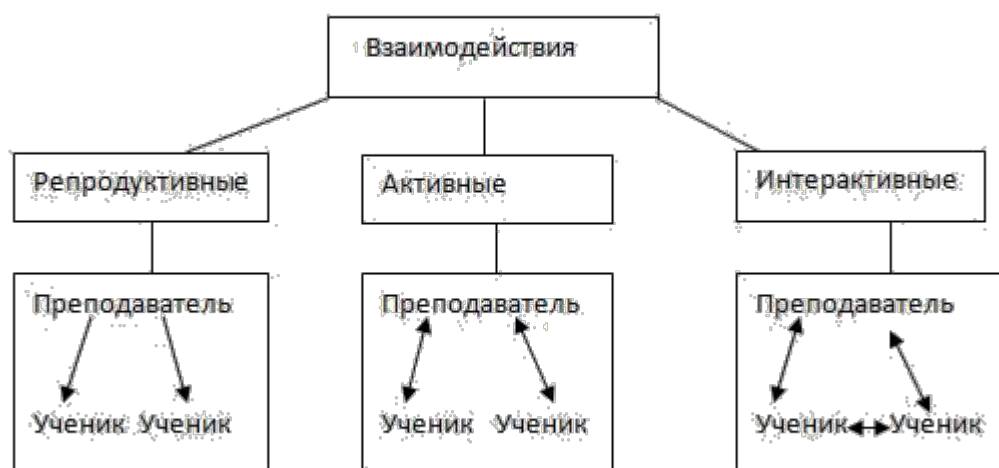 Взаимодействия
Репродуктивные
Активные
Интерактивные
Преподаватель
Ученик Ученик
Преподаватель
Ученик Ученик
Преподаватель
Ученик Ученик